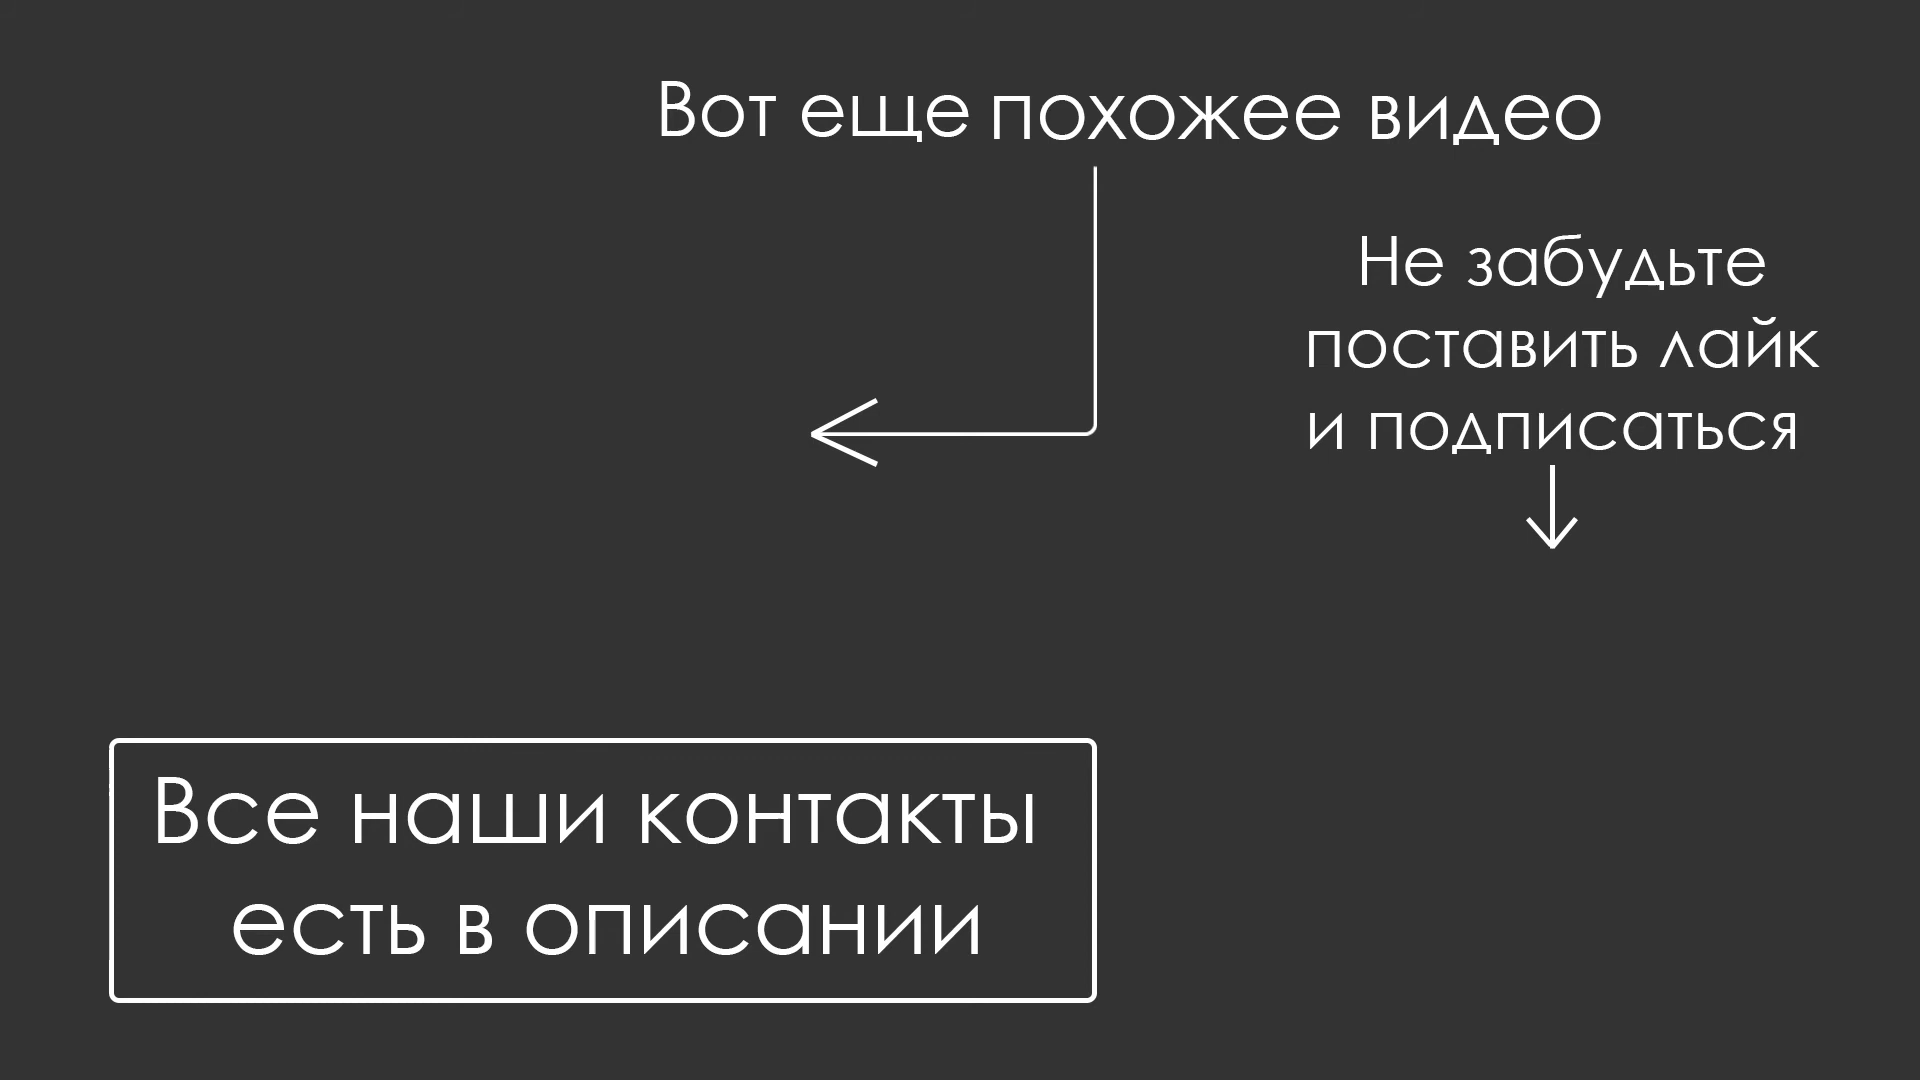 Вот еще похожее видео
Не забудьте
поставить лайк
и подписаться
Все наши контакты
есть в описании